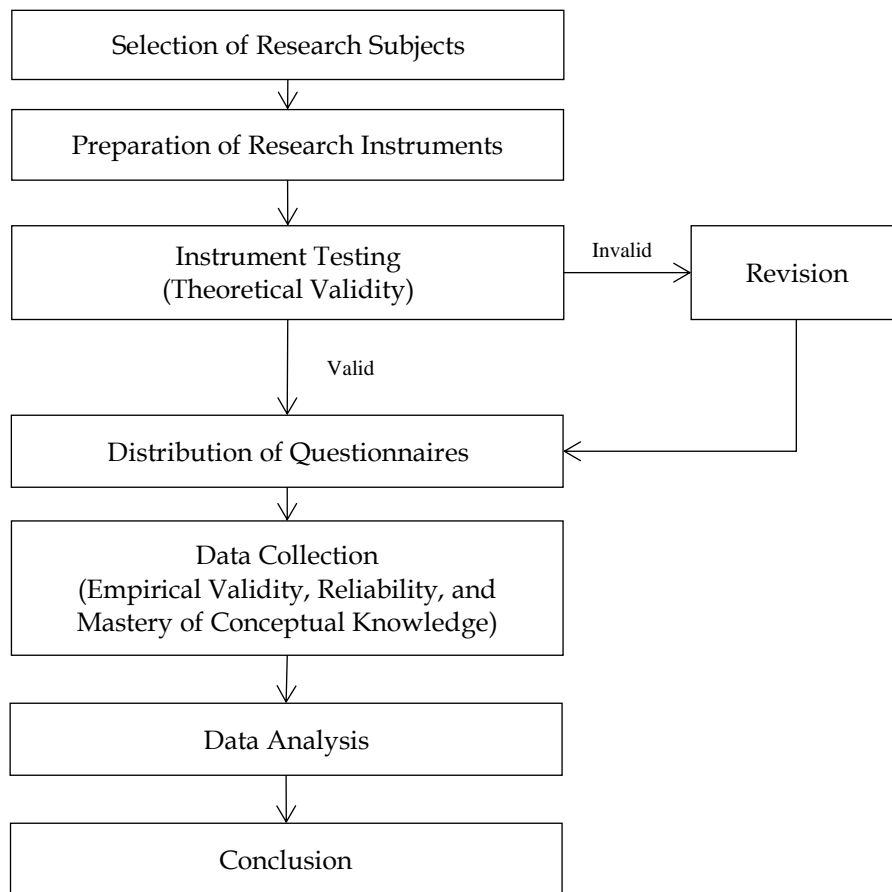 Selection of Research Subjects
Preparation of Research Instruments
Instrument Testing
(Theoretical Validity)
Invalid
Revision
Valid
Distribution of Questionnaires
Data Collection
(Empirical Validity, Reliability, and
Mastery of Conceptual Knowledge)
Data Analysis
Conclusion